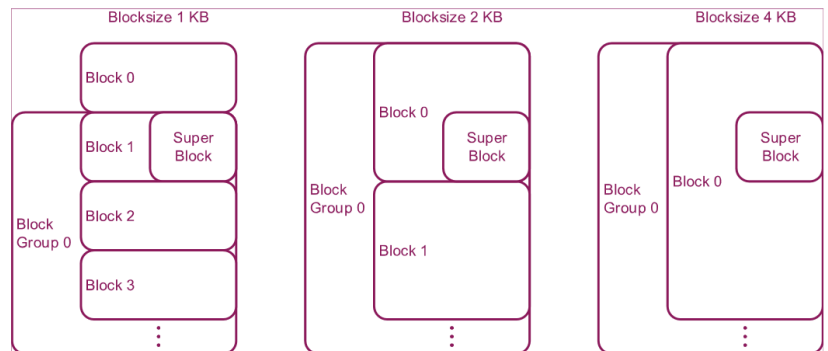 Blocksize 1 KB
Block 0
Block 1
Super
Block
Block 2
Block
Group 0
Block 3
Blocksize 2 KB
Block 0
Super
Block
Block
Group 0
Block 1
Blocksize 4 KB
Super
Block
Block 0
Block
Group 0